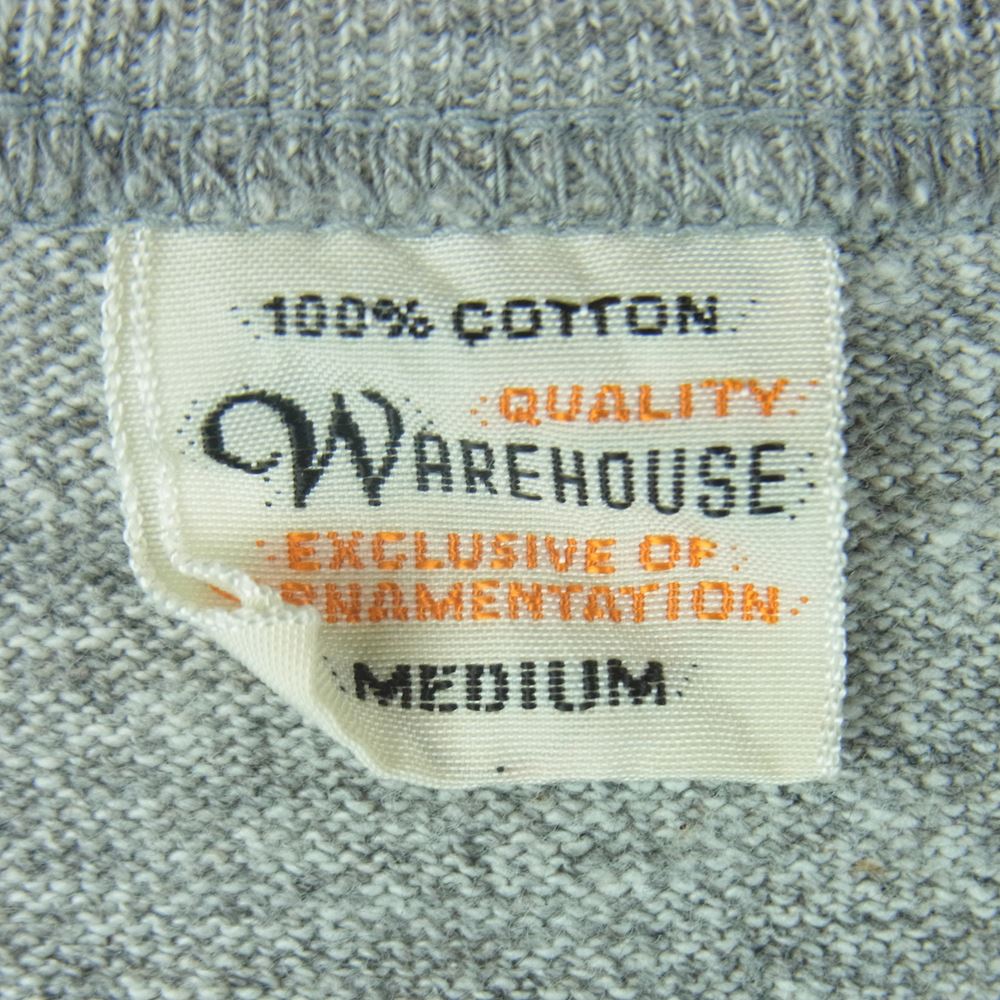 100% COTTON
QUALITY
WAREHOUSE
EXCLUSIVE OF
ORNAMENTATION
MEDIUM